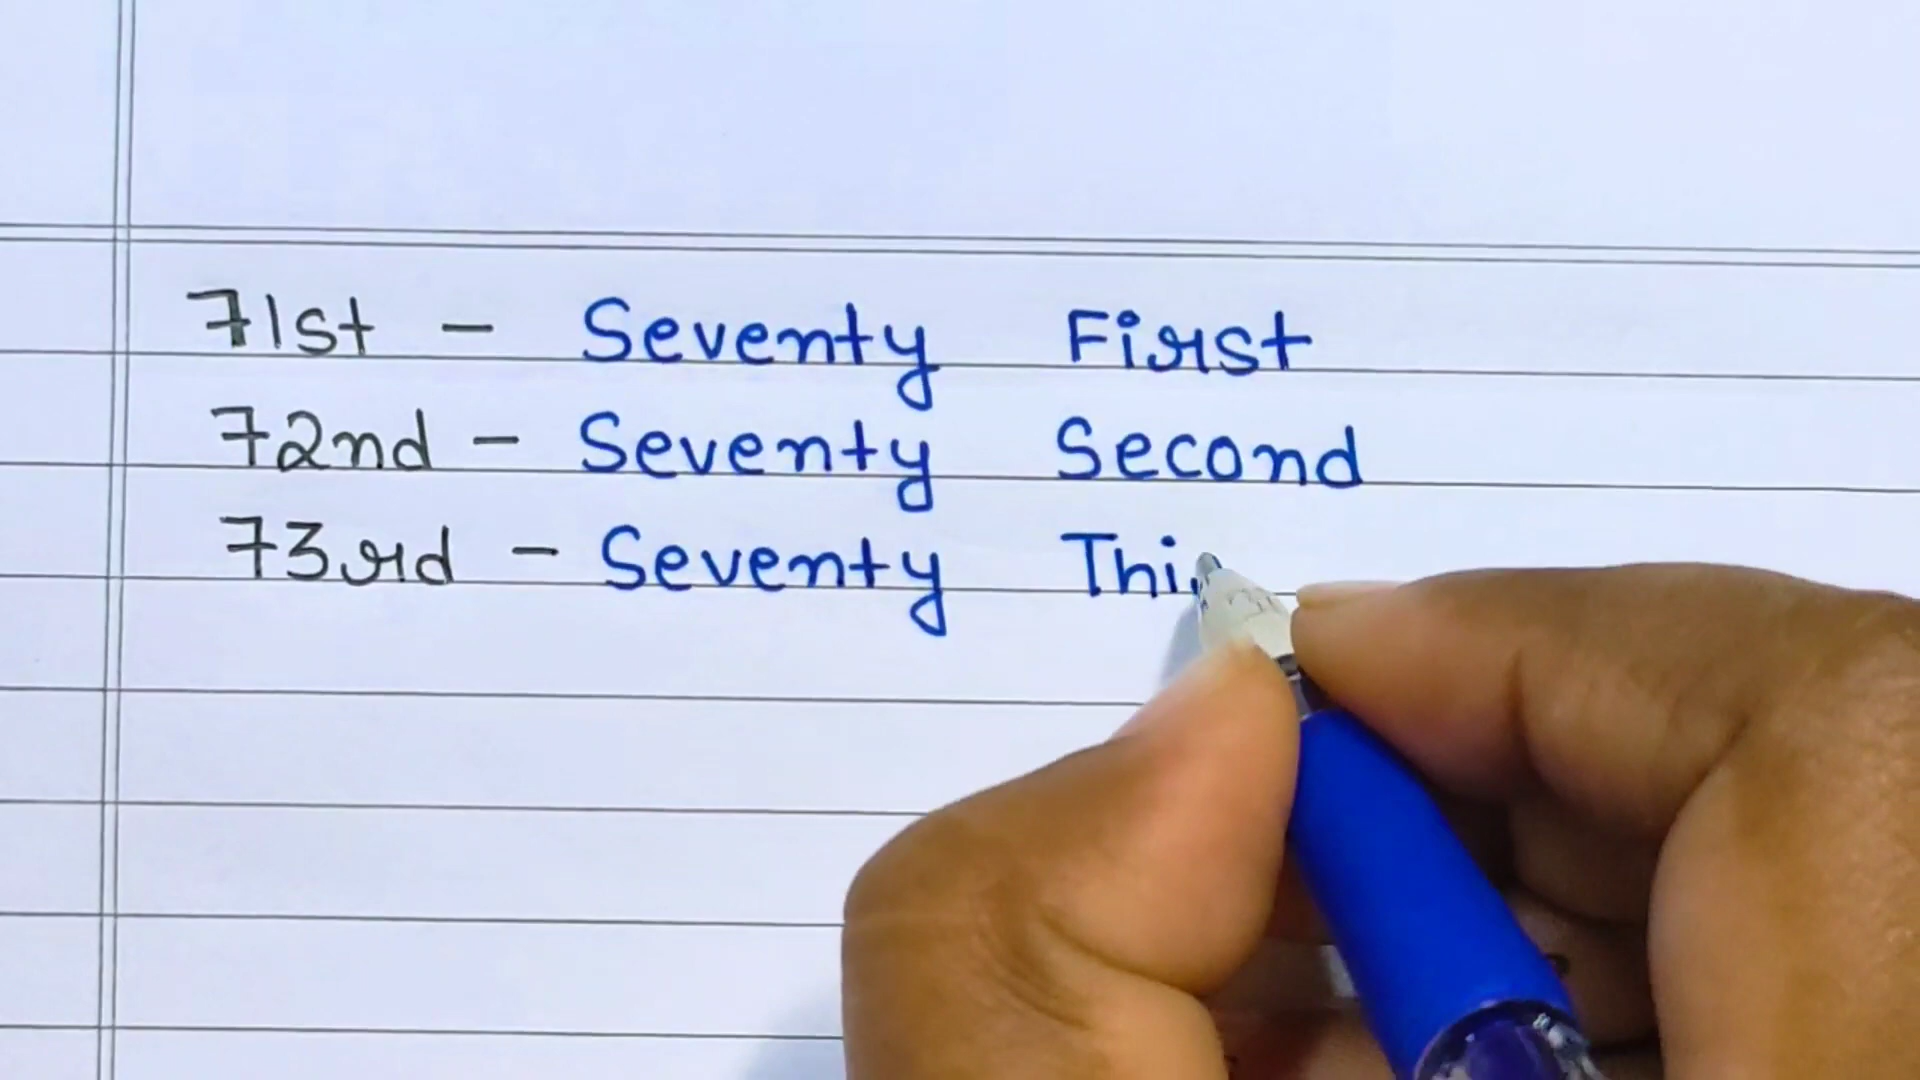 71st - Seventy First
72nd - Seventy Second
73rd - Seventy Thi